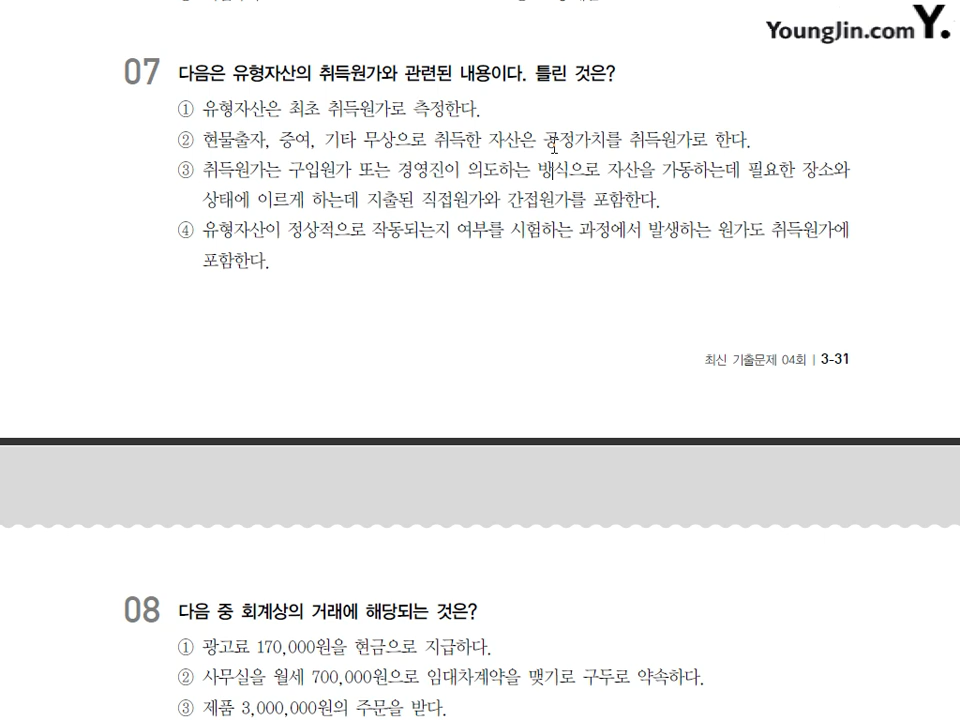 YoungJin.com Y.
07 다음은 유형자산의 취득원가와 관련된 내용이다. 틀린 것은?
① 유형자산은 최초 취득원가로 측정한다.
② 현물출자, 증여, 기타 무상으로 취득한 자산은 공정가치를 취득원가로 한다.
③ 취득원가는 구입원가 또는 경영진이 의도하는 방식으로 자산을 가동하는데 필요한 장소와
상태에 이르게 하는데 지출된 직접원가와 간접원가를 포함한다.
④ 유형자산이 정상적으로 작동되는지 여부를 시험하는 과정에서 발생하는 원가도 취득원가에
포함한다.
최신 기출문제 04회 | 3-31
08 다음 중 회계상의 거래에 해당되는 것은?
① 광고료 170,000원을 현금으로 지급하다.
② 사무실을 월세 700,000원으로 임대차계약을 맺기로 구두로 약속하다.
③ 제품 3,000,000원의 주문을 받다.